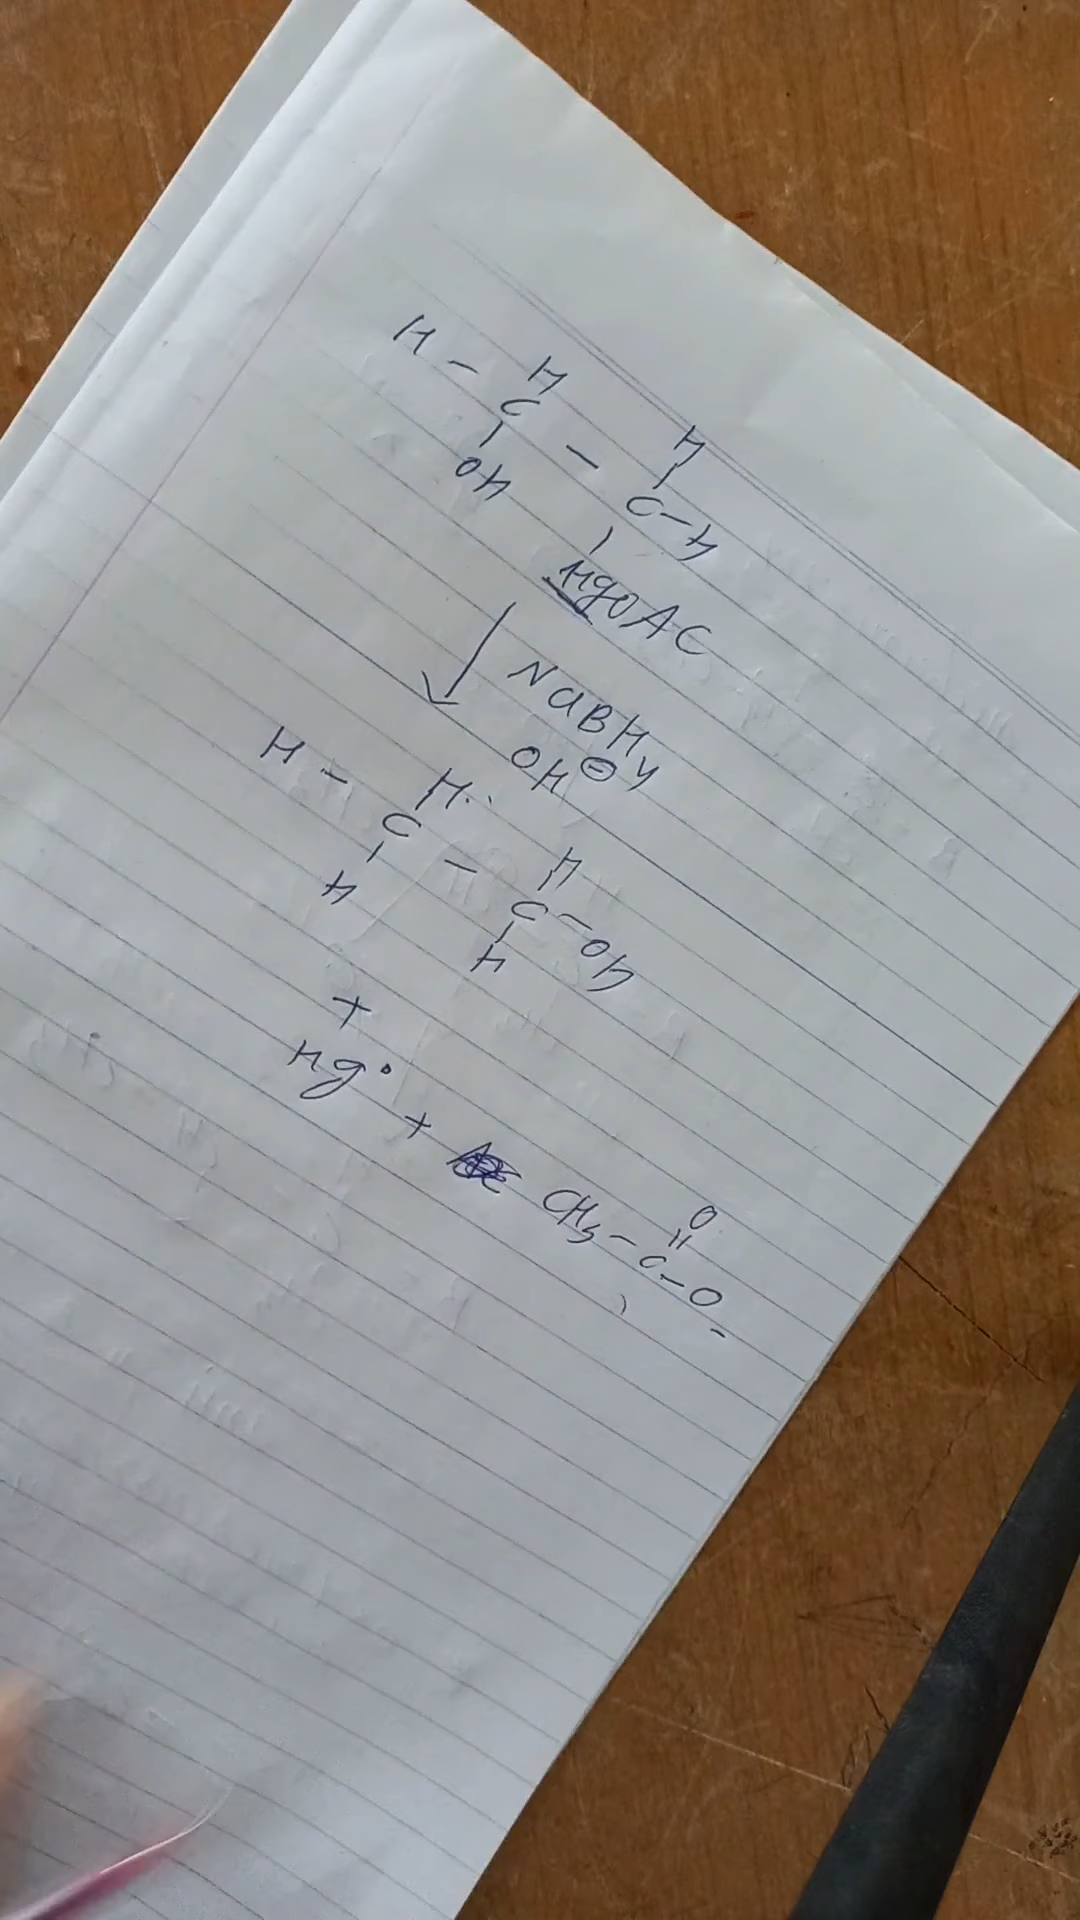 H H
H - C - C - H
OH HgOAC
↓ NaBH4
OH⊖
H H
H - C - C - OH
H H
+
Hg°
+ CH3 - C - O-
O